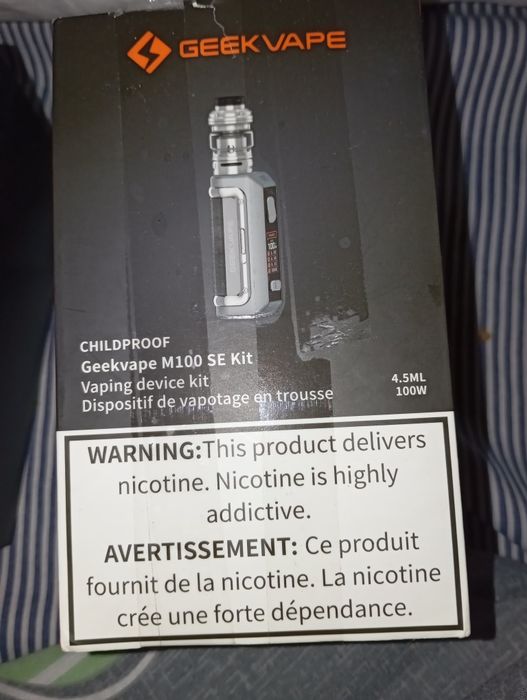 GEEKVAPE
CHILDPROOF
Geekvape M100 SE Kit
Vaping device kit
Dispositif de vapotage en trousse
4.5ML
100W
WARNING:This product delivers
nicotine. Nicotine is highly
addictive.
AVERTISSEMENT: Ce produit
fournit de la nicotine. La nicotine
crée une forte dépendance.